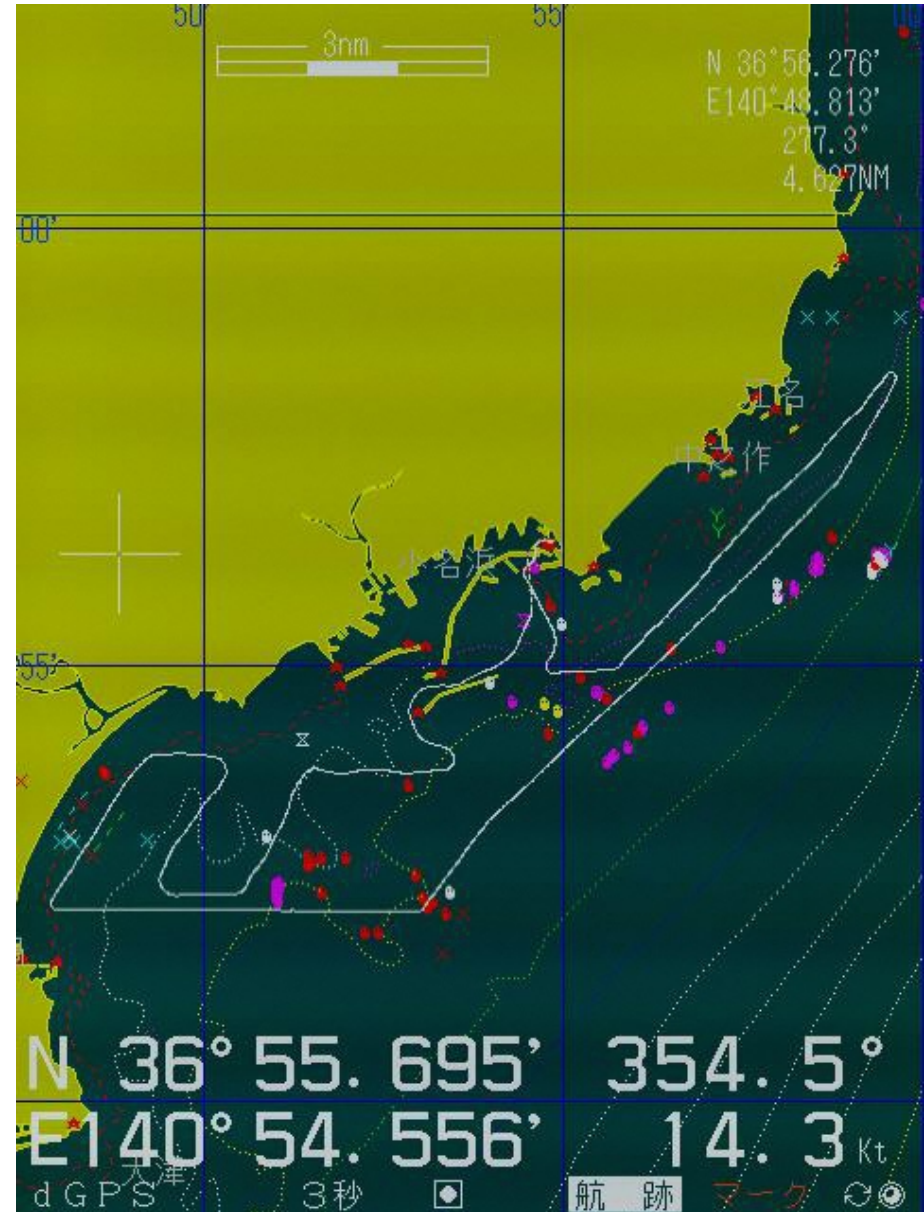 50'
55'
3nm
N 36°56.276'
E140°48.813'
277.3°
4.627NM
00'
江名
中之作
小名浜
55'
N 36°55.695' 354.5°
E140°54.556' 14.3Kt
大津
dGPS 3秒 航 跡 マーク